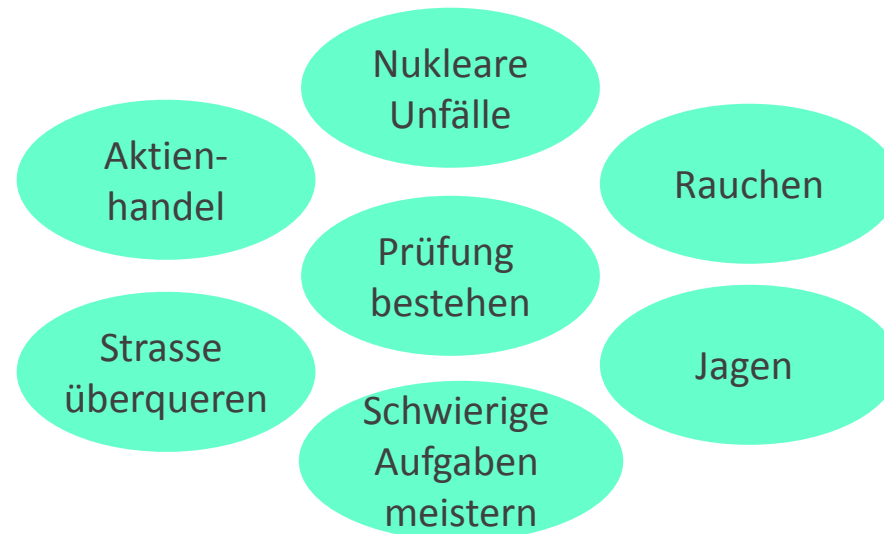 Nukleare
Unfälle
Aktien-
handel
Rauchen
Prüfung
bestehen
Strasse
überqueren
Jagen
Schwierige
Aufgaben
meistern